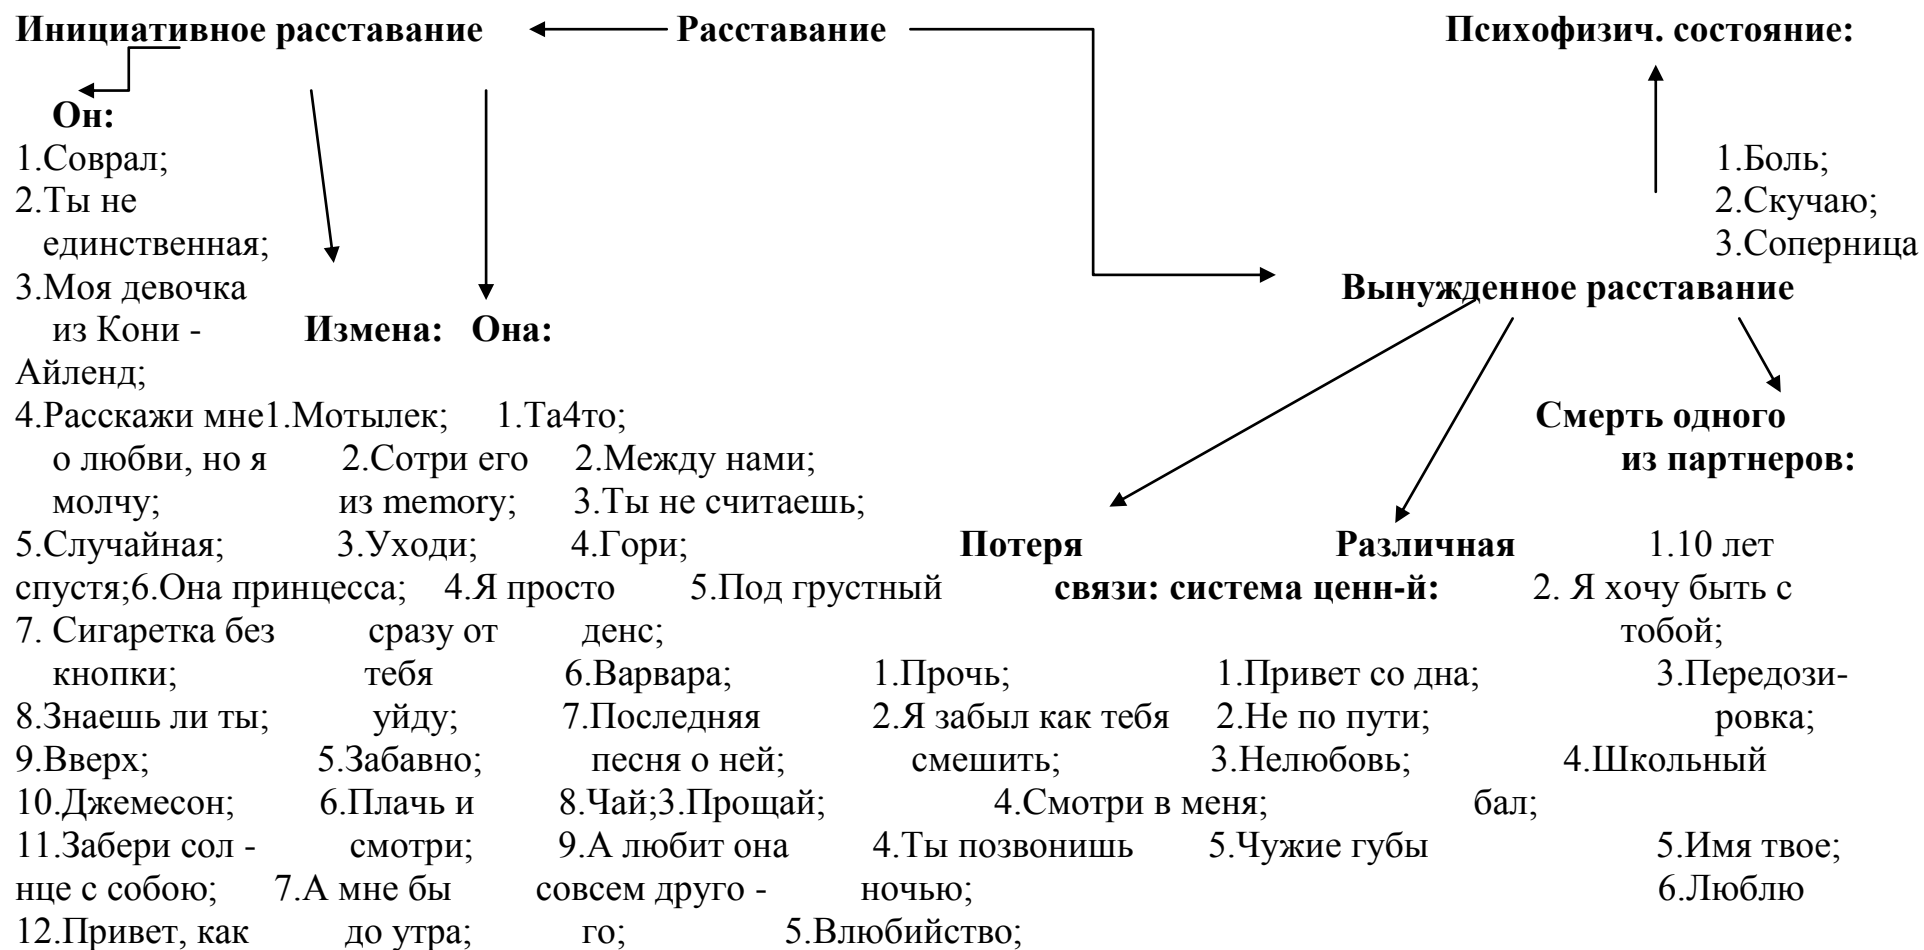 Инициативное расставание Расставание Психофизич. состояние:
Он:
1.Соврал; 1.Боль;
2.Ты не 2.Скучаю;
единственная; 3.Соперница
3.Моя девочка Вынужденное расставание
из Кони - Измена: Она:
Айленд;
4.Расскажи мне1.Мотылек; 1.Та4то; Смерть одного
о любви, но я 2.Сотри его 2.Между нами; из партнеров:
молчу; из memory; 3.Ты не считаешь;
5.Случайная; 3.Уходи; 4.Гори; Потеря Различная 1.10 лет
спустя;6.Она принцесса; 4.Я просто 5.Под грустный связи: система ценн-й: 2. Я хочу быть с
7. Сигаретка без сразу от денс; тобой;
кнопки; тебя 6.Варвара; 1.Прочь; 1.Привет со дна; 3.Передози-
8.Знаешь ли ты; уйду; 7.Последняя 2.Я забыл как тебя 2.Не по пути; ровка;
9.Вверх; 5.Забавно; песня о ней; смешить; 3.Нелюбовь; 4.Школьный
10.Джемесон; 6.Плачь и 8.Чай;3.Прощай; 4.Смотри в меня; бал;
11.Забери сол - смотри; 9.А любит она 4.Ты позвонишь 5.Чужие губы 5.Имя твое;
нце с собою; 7.А мне бы совсем друго - ночью; 6.Люблю
12.Привет, как до утра; го; 5.Влюбийство;